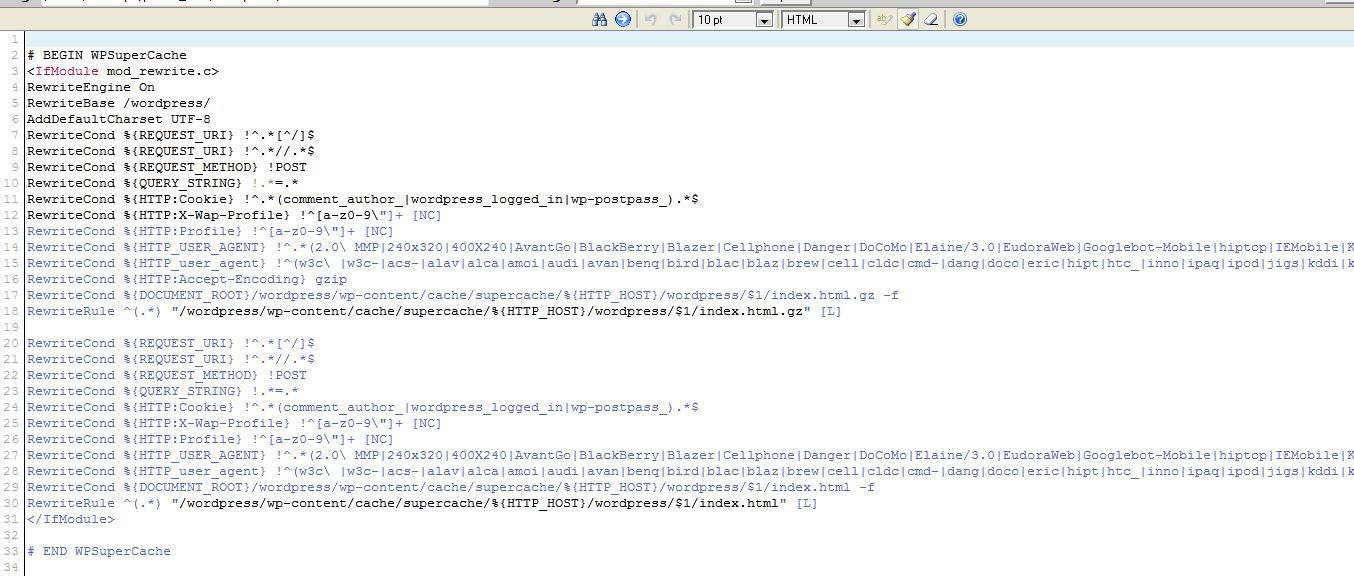 10 pt HTML
1
2 # BEGIN WPSuperCache
3 <IfModule mod_rewrite.c>
4 RewriteEngine On
5 RewriteBase /wordpress/
6 AddDefaultCharset UTF-8
7 RewriteCond %{REQUEST_URI} !^.*[^/]$
8 RewriteCond %{REQUEST_URI} !^.*//.*$
9 RewriteCond %{REQUEST_METHOD} !POST
10 RewriteCond %{QUERY_STRING} !.*=.*
11 RewriteCond %{HTTP:Cookie} !^.*(comment_author_|wordpress_logged_in|wp-postpass_).*$
12 RewriteCond %{HTTP:X-Wap-Profile} !^[a-z0-9\"]+ [NC]
13 RewriteCond %{HTTP:Profile} !^[a-z0-9\"]+ [NC]
14 RewriteCond %{HTTP_USER_AGENT} !^.*(2.0\ MMP|240x320|400X240|AvantGo|BlackBerry|Blazer|Cellphone|Danger|DoCoMo|Elaine/3.0|EudoraWeb|Googlebot-Mobile|hiptop|IEMobile|K
15 RewriteCond %{HTTP_user_agent} !^(w3c\ |w3c-|acs-|alav|alca|amoi|audi|avan|benq|bird|blac|blaz|brew|cell|cldc|cmd-|dang|doco|eric|hipt|htc_|inno|ipaq|ipod|jigs|kddi|k
16 RewriteCond %{HTTP:Accept-Encoding} gzip
17 RewriteCond %{DOCUMENT_ROOT}/wordpress/wp-content/cache/supercache/%{HTTP_HOST}/wordpress/$1/index.html.gz -f
18 RewriteRule ^(.*) "/wordpress/wp-content/cache/supercache/%{HTTP_HOST}/wordpress/$1/index.html.gz" [L]
19
20 RewriteCond %{REQUEST_URI} !^.*[^/]$
21 RewriteCond %{REQUEST_URI} !^.*//.*$
22 RewriteCond %{REQUEST_METHOD} !POST
23 RewriteCond %{QUERY_STRING} !.*=.*
24 RewriteCond %{HTTP:Cookie} !^.*(comment_author_|wordpress_logged_in|wp-postpass_).*$
25 RewriteCond %{HTTP:X-Wap-Profile} !^[a-z0-9\"]+ [NC]
26 RewriteCond %{HTTP:Profile} !^[a-z0-9\"]+ [NC]
27 RewriteCond %{HTTP_USER_AGENT} !^.*(2.0\ MMP|240x320|400X240|AvantGo|BlackBerry|Blazer|Cellphone|Danger|DoCoMo|Elaine/3.0|EudoraWeb|Googlebot-Mobile|hiptop|IEMobile|K
28 RewriteCond %{HTTP_user_agent} !^(w3c\ |w3c-|acs-|alav|alca|amoi|audi|avan|benq|bird|blac|blaz|brew|cell|cldc|cmd-|dang|doco|eric|hipt|htc_|inno|ipaq|ipod|jigs|kddi|k
29 RewriteCond %{DOCUMENT_ROOT}/wordpress/wp-content/cache/supercache/%{HTTP_HOST}/wordpress/$1/index.html -f
30 RewriteRule ^(.*) "/wordpress/wp-content/cache/supercache/%{HTTP_HOST}/wordpress/$1/index.html" [L]
31 </IfModule>
32
33 # END WPSuperCache
34